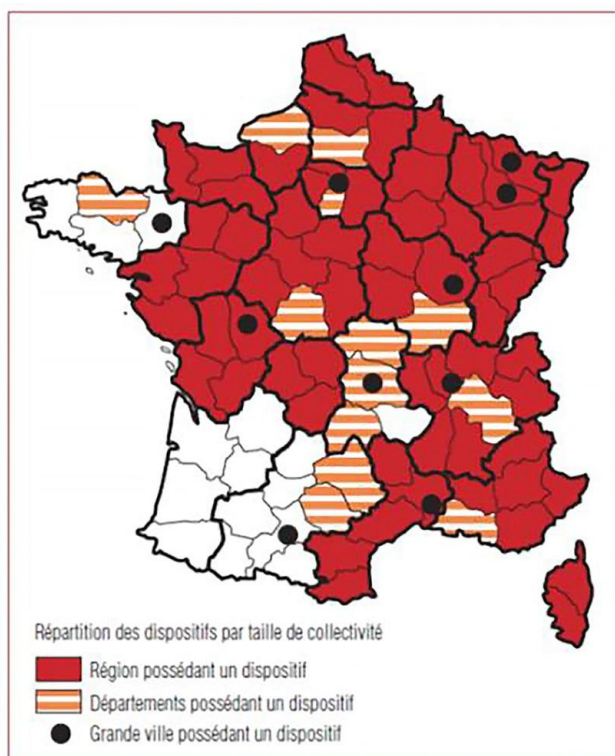 Répartition des dispositifs par taille de collectivité
Région possédant un dispositif
Départements possédant un dispositif
Grande ville possédant un dispositif